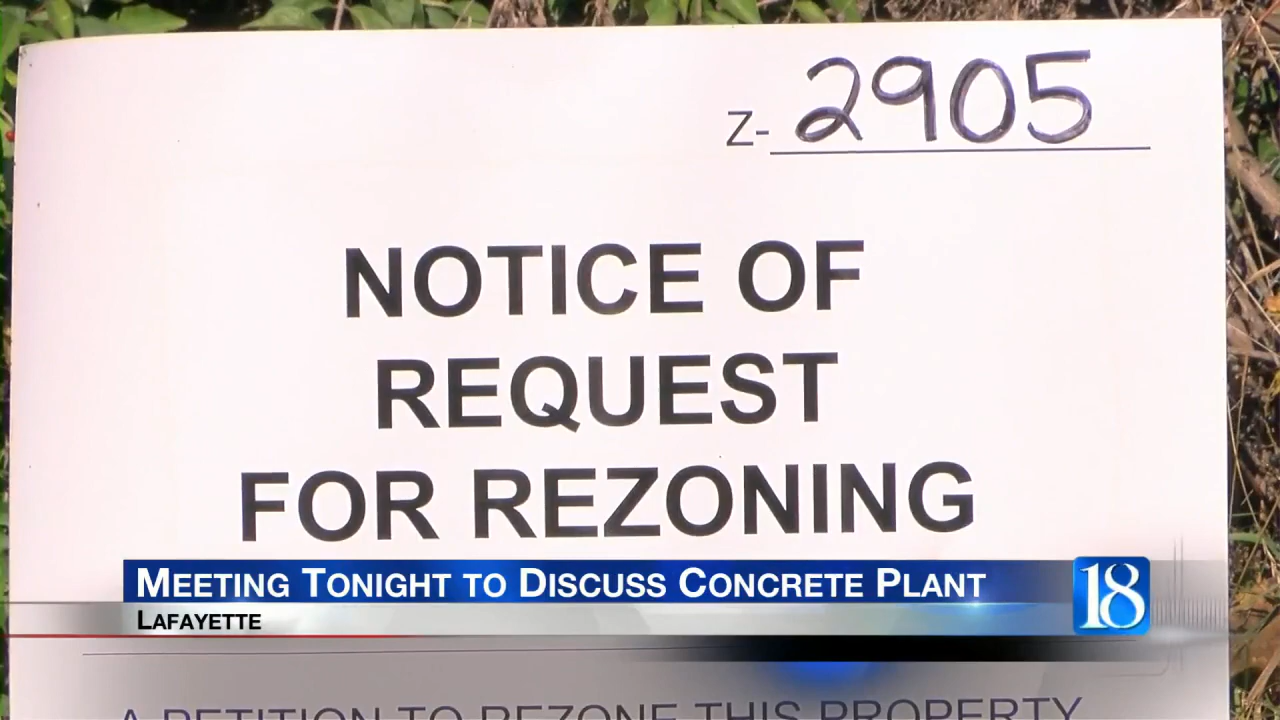 Z-2905
NOTICE OF
REQUEST
FOR REZONING
MEETING TONIGHT TO DISCUSS CONCRETE PLANT
18
LAFAYETTE
A PETITION TO REZONE THIS PROPERTY